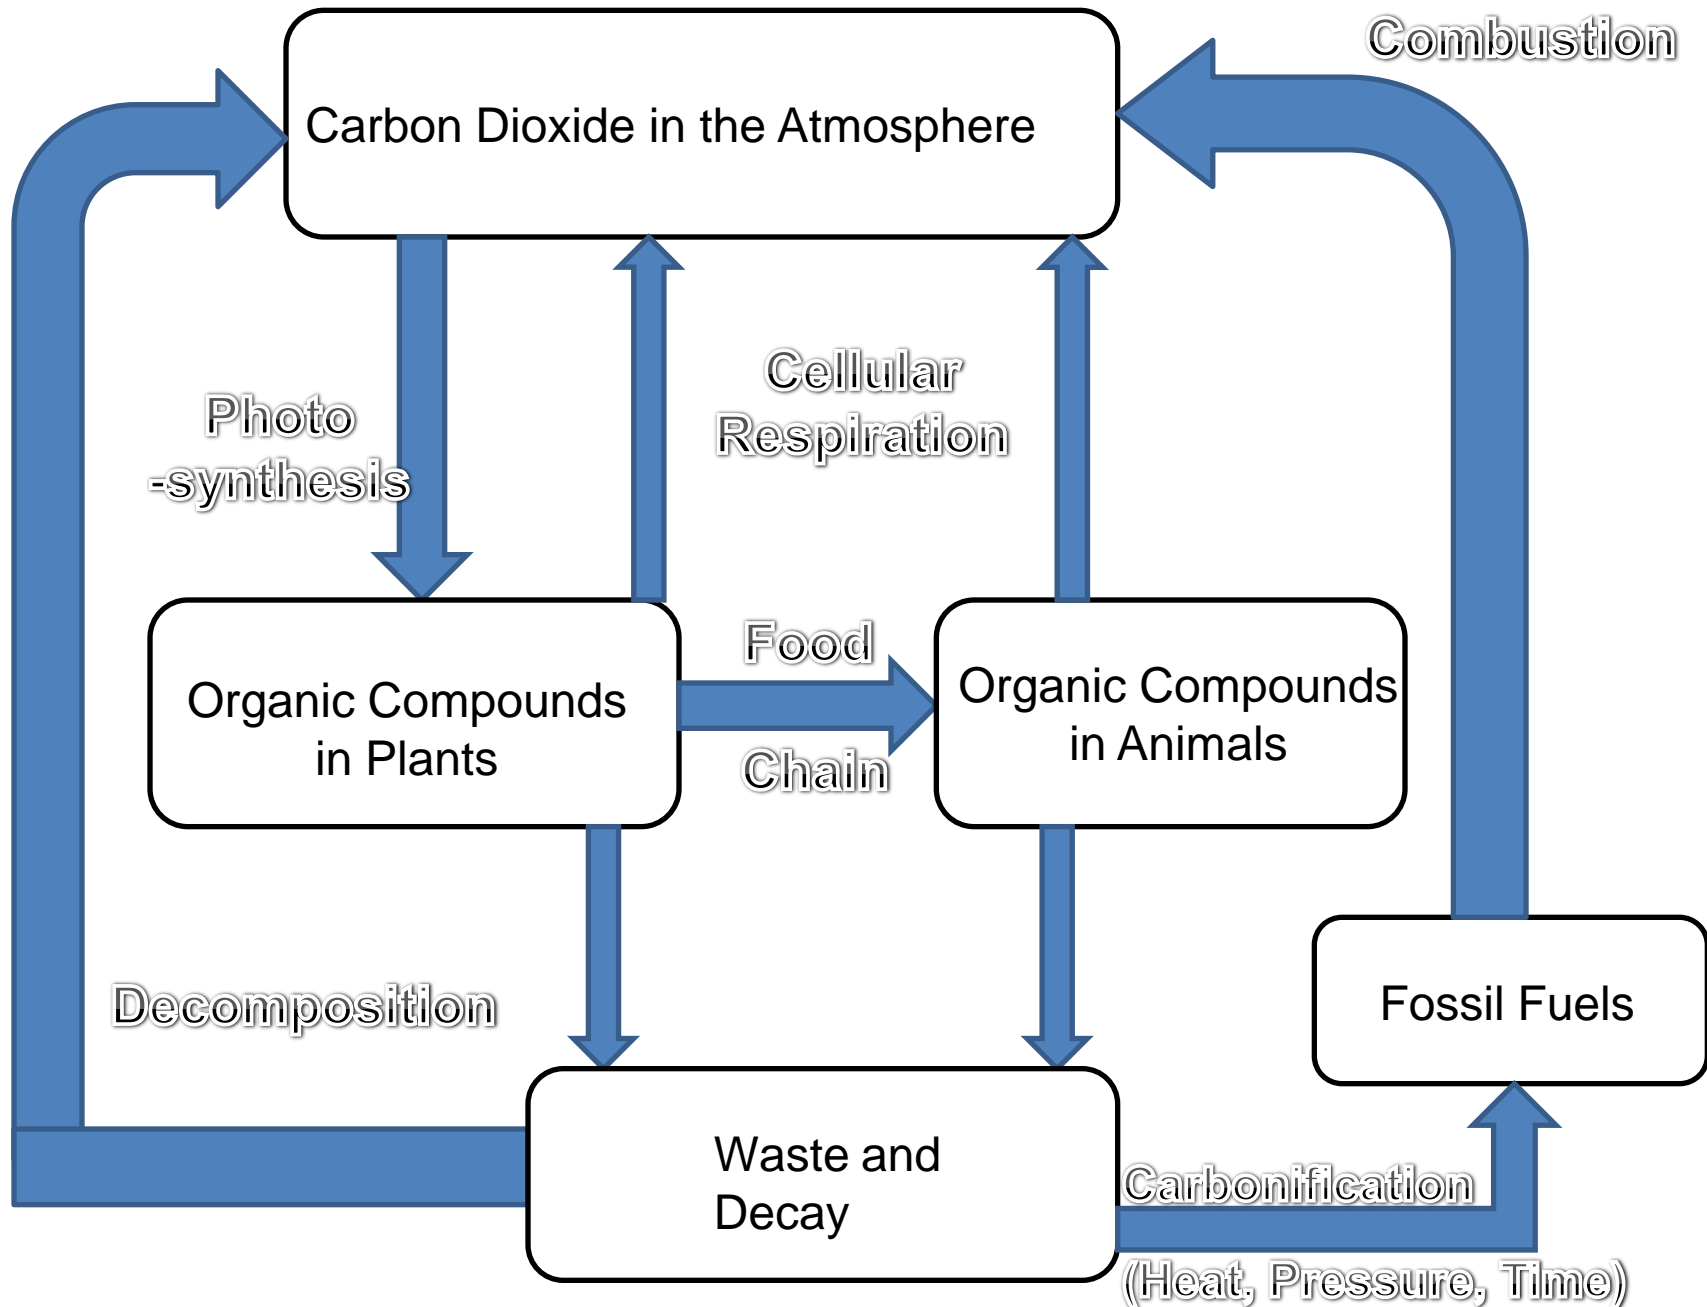 Combustion
Carbon Dioxide in the Atmosphere
Cellular
Respiration
Photo
-synthesis
Food
Chain
Organic Compounds
in Plants
Organic Compounds
in Animals
Decomposition
Fossil Fuels
Waste and
Decay
Carbonification
(Heat, Pressure, Time)